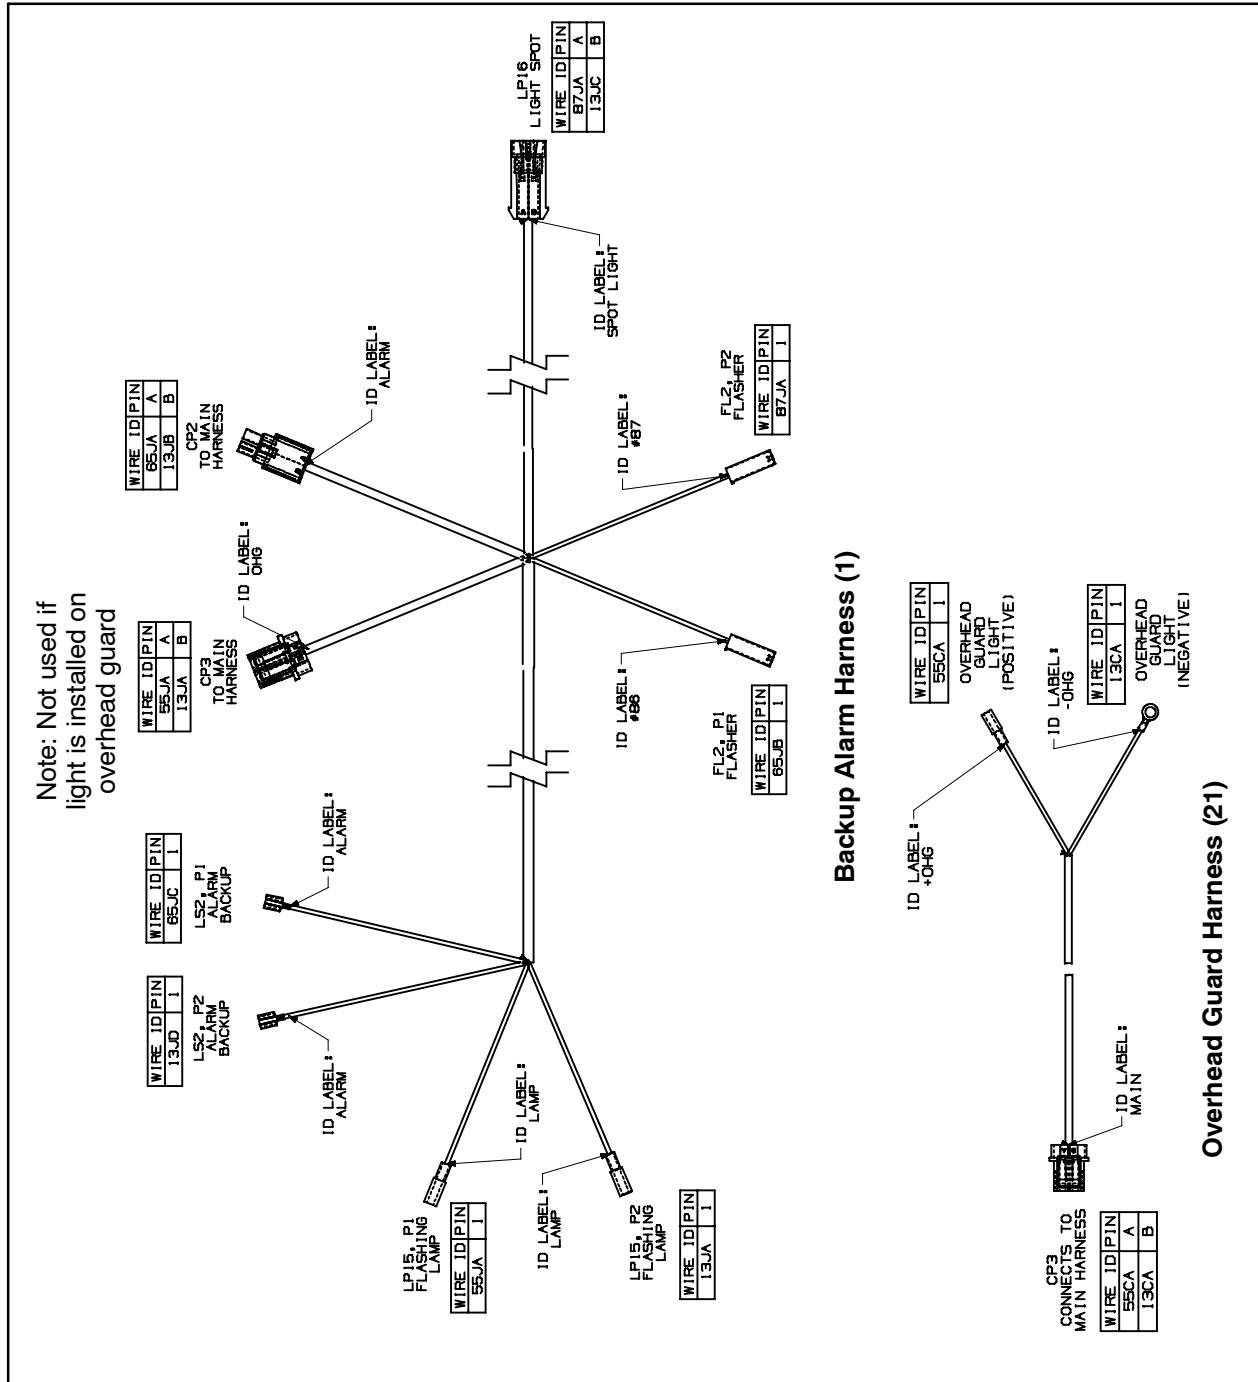 Note: Not used if
light is installed on
overhead guard
WIRE ID PIN
13JD 1
LS2, P2
ALARM
BACKUP
ID LABEL:
ALARM
WIRE ID PIN
65JC 1
LS2, P1
ALARM
BACKUP
ID LABEL:
ALARM
WIRE ID PIN
55JA A
13JA B
CP3
TO MAIN
HARNESS
ID LABEL:
OHG
WIRE ID PIN
65JA A
13JB B
CP2
TO MAIN
HARNESS
ID LABEL:
ALARM
LP16
LIGHT SPOT
WIRE ID PIN
87JA A
13JC B
ID LABEL:
SPOT LIGHT
LP15, P1
FLASHING
LAMP
WIRE ID PIN
55JA 1
ID LABEL:
LAMP
ID LABEL:
LAMP
LP15, P2
FLASHING
LAMP
WIRE ID PIN
13JA 1
ID LABEL:
#86
FL2, P1
FLASHER
WIRE ID PIN
65JB 1
ID LABEL:
#87
FL2, P2
FLASHER
WIRE ID PIN
87JA 1
Backup Alarm Harness (1)
CP3
CONNECTS TO
MAIN HARNESS
WIRE ID PIN
55CA A
13CA B
ID LABEL:
MAIN
ID LABEL:
+OHG
WIRE ID PIN
55CA 1
OVERHEAD
GUARD
LIGHT
(POSITIVE)
ID LABEL:
-OHG
WIRE ID PIN
13CA 1
OVERHEAD
GUARD
LIGHT
(NEGATIVE)
Overhead Guard Harness (21)